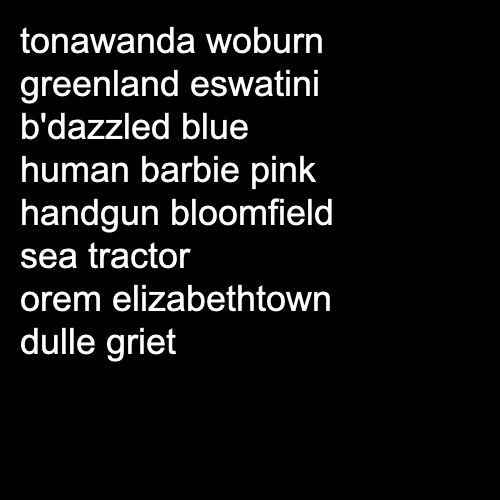 tonawanda woburn
greenland eswatini
b'dazzled blue
human barbie pink
handgun bloomfield
sea tractor
orem elizabethtown
dulle griet